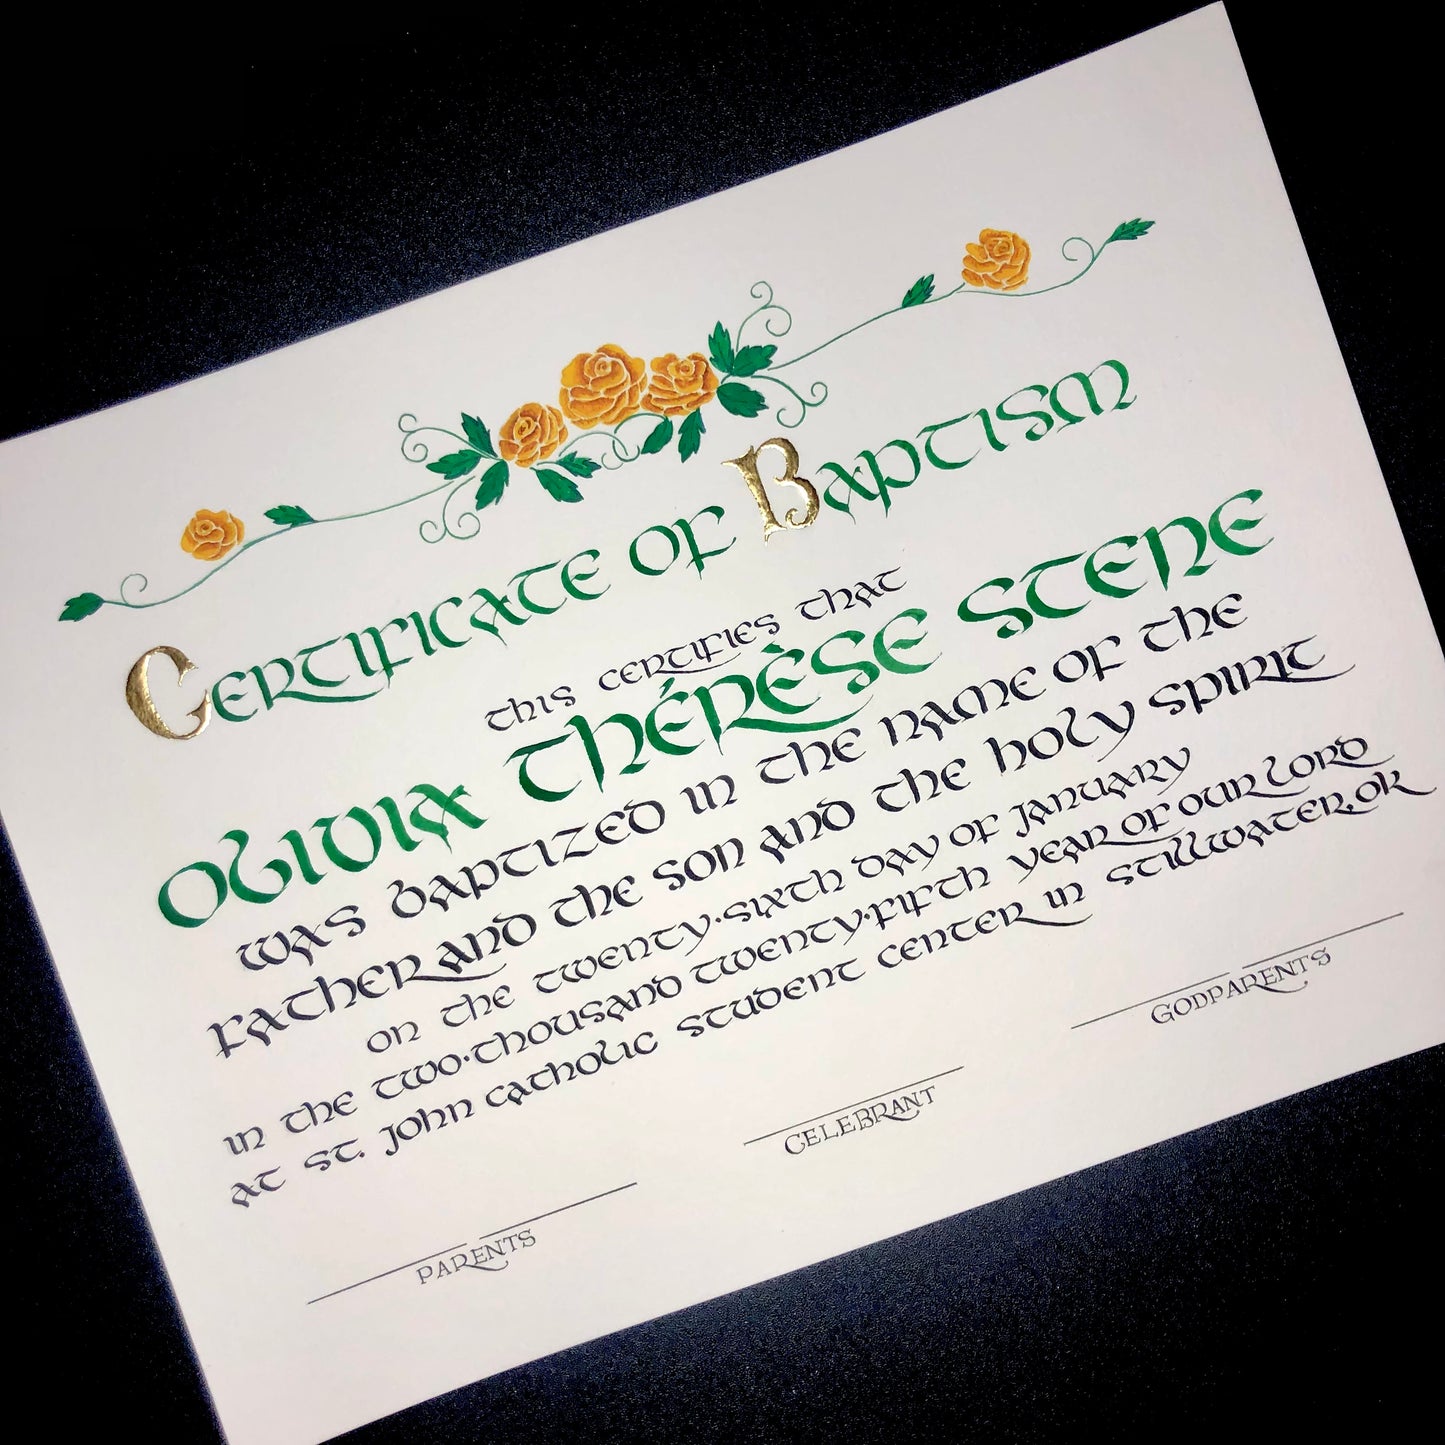 Certificate of Baptism
this certifies that
Olivia Thérèse Stene
was baptized in the name of the
Father and the Son and the Holy Spirit
on the twenty·sixth day of January
in the two·thousand twenty·fifth year of our Lord
at St. John Catholic Student Center in Stillwater, OK
PARENTS
CELEBRANT
GODPARENTS